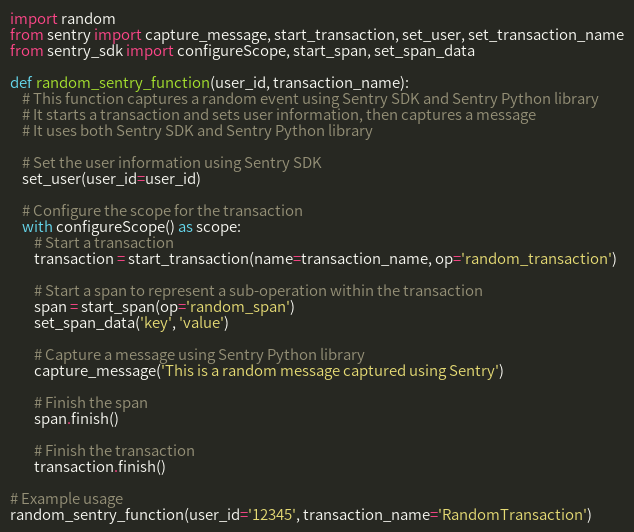 import random
from sentry import capture_message, start_transaction, set_user, set_transaction_name
from sentry_sdk import configureScope, start_span, set_span_data

def random_sentry_function(user_id, transaction_name):
    # This function captures a random event using Sentry SDK and Sentry Python library
    # It starts a transaction and sets user information, then captures a message
    # It uses both Sentry SDK and Sentry Python library

    # Set the user information using Sentry SDK
    set_user(user_id=user_id)

    # Configure the scope for the transaction
    with configureScope() as scope:
        # Start a transaction
        transaction = start_transaction(name=transaction_name, op='random_transaction')

        # Start a span to represent a sub-operation within the transaction
        span = start_span(op='random_span')
        set_span_data('key', 'value')

        # Capture a message using Sentry Python library
        capture_message('This is a random message captured using Sentry')

        # Finish the span
        span.finish()

        # Finish the transaction
        transaction.finish()

# Example usage
random_sentry_function(user_id='12345', transaction_name='RandomTransaction')